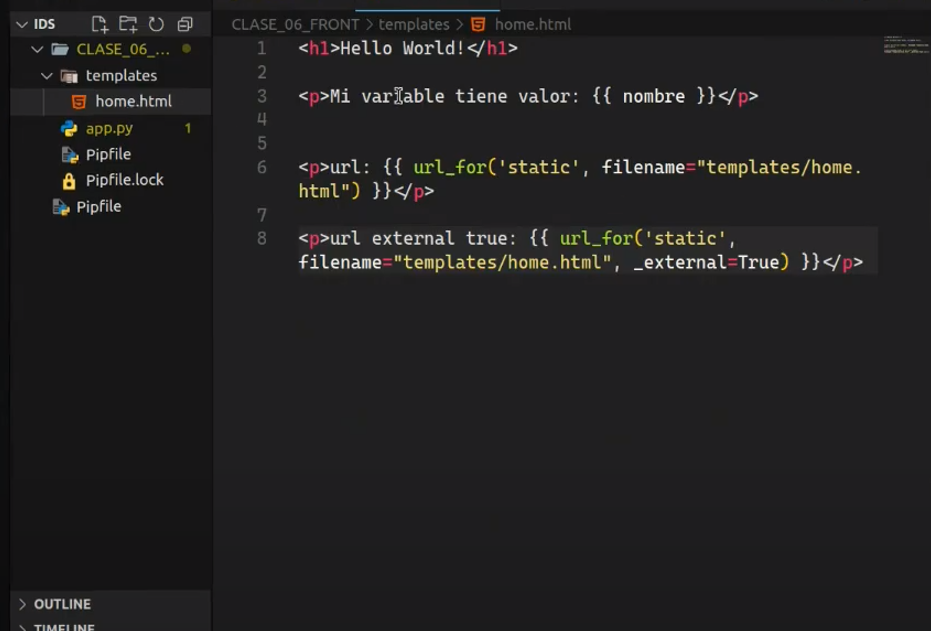 IDS
CLASE_06_...
templates
home.html
app.py 1
Pipfile
Pipfile.lock
Pipfile
OUTLINE
TIMELINE
CLASE_06_FRONT > templates > home.html
1 <h1>Hello World!</h1>
2
3 <p>Mi variable tiene valor: {{ nombre }}</p>
4
5
6 <p>url: {{ url_for('static', filename="templates/home.
html") }}</p>
7
8 <p>url external true: {{ url_for('static',
filename="templates/home.html", _external=True) }}</p>